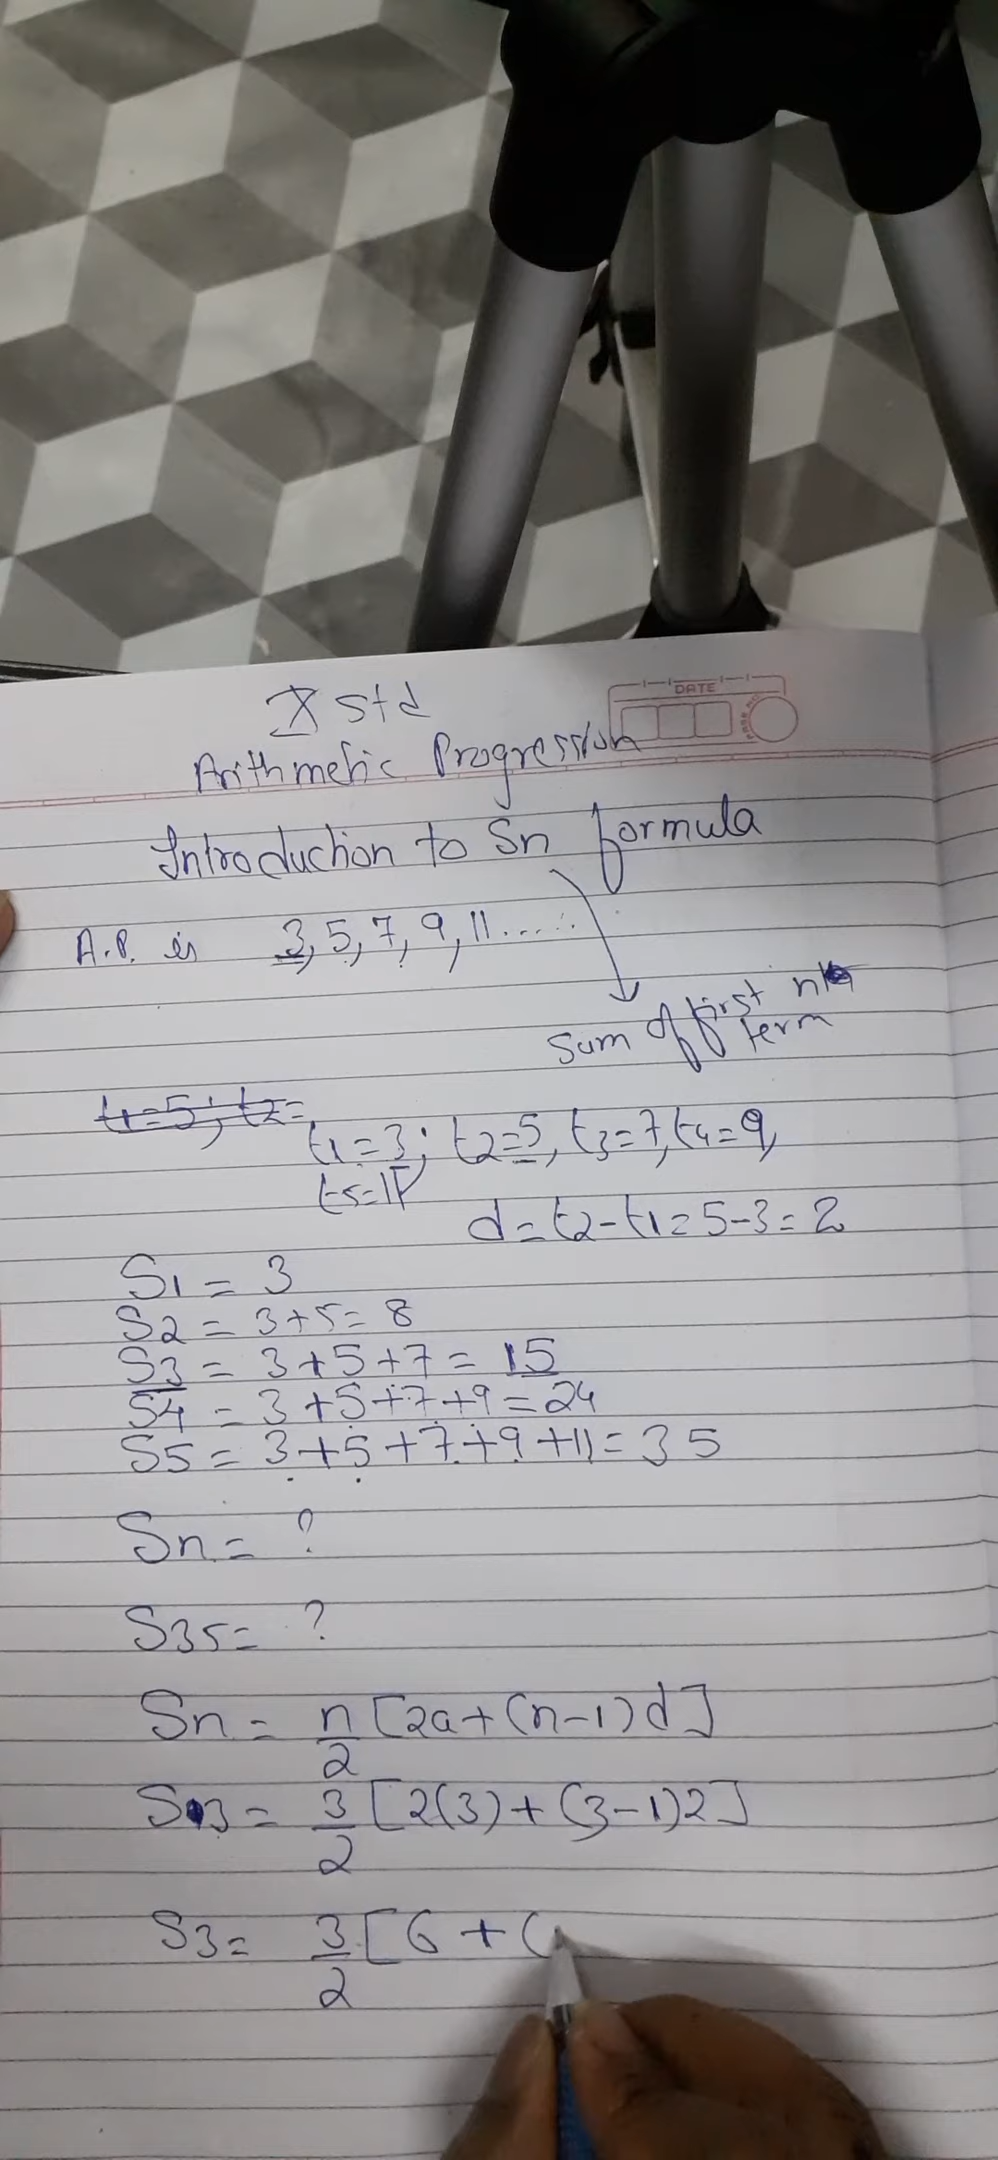 X std
DATE
Arithmetic Progression
Introduction to Sn formula
A.P. is 3, 5, 7, 9, 11.....
Sum of first n
term
t1=5; t2=
t1=3; t2=5, t3=7, t4=9,
t5=11
d=t2-t1=5-3=2
S1 = 3
S2 = 3+5=8
S3 = 3+5+7=15
S4 = 3+5+7+9=24
S5 = 3+5+7+9+11=35
Sn= ?
S35= ?
Sn= n/2 [2a+(n-1)d]
S3= 3/2 [2(3)+(3-1)2]
S3= 3/2 [6+(